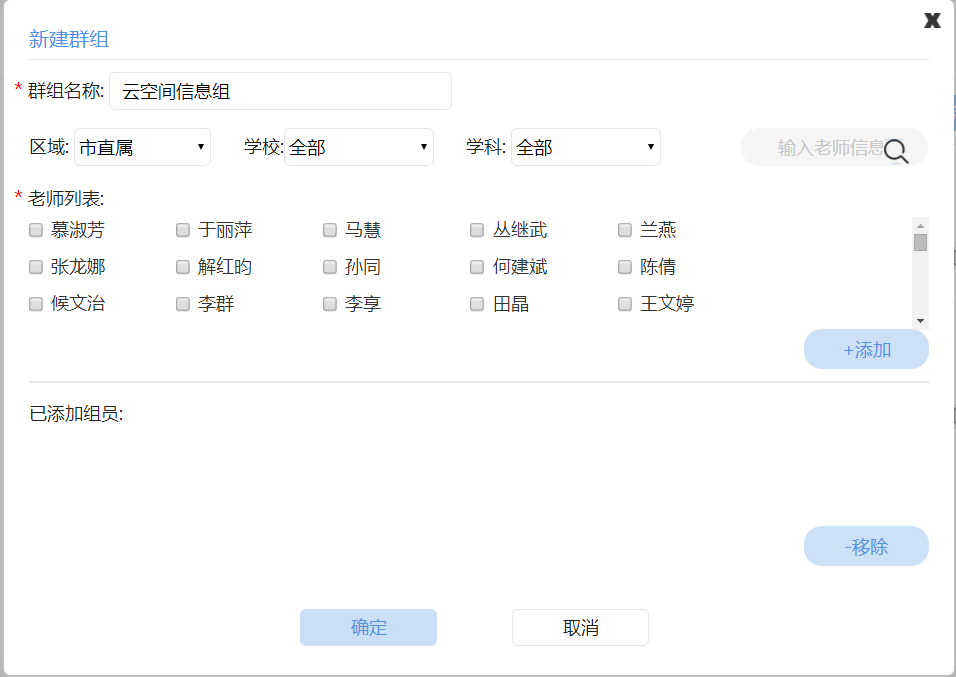 新建群组
X
* 群组名称: 云空间信息组
区域: 市直属 学校: 全部 学科: 全部 输入老师信息
* 老师列表:
慕淑芳 于丽萍 马慧 丛继武 兰燕
张龙娜 解红昀 孙同 何建斌 陈倩
候文治 李群 李享 田晶 王文婷
+添加
已添加组员:
-移除
确定 取消